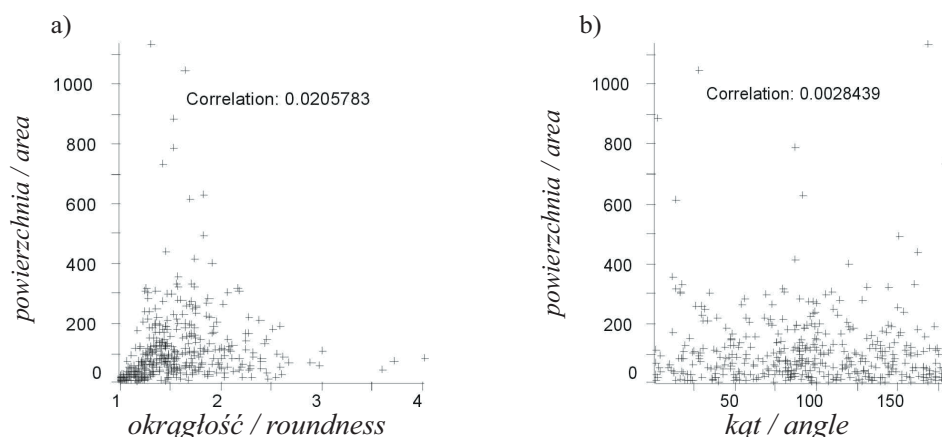 a)
powierzchnia / area
1000
800
600
400
200
0
Correlation: 0.0205783
1 2 3 4
okrągłość / roundness
b)
powierzchnia / area
1000
800
600
400
200
0
Correlation: 0.0028439
50 100 150
kąt / angle